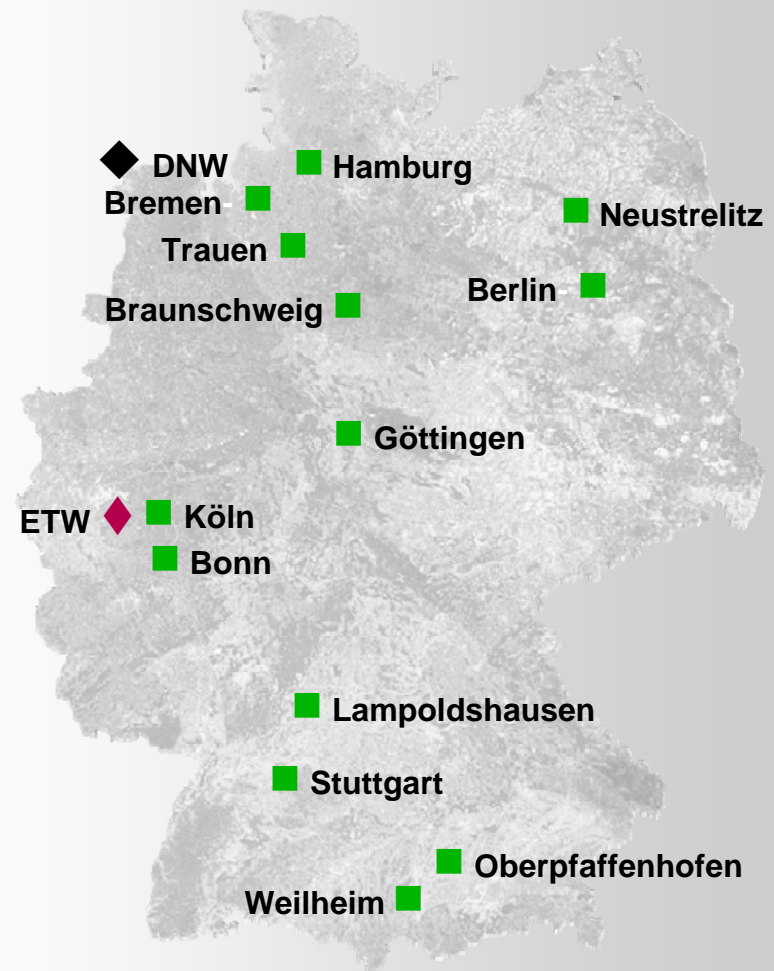 DNW
Hamburg
Bremen
Neustrelitz
Trauen
Berlin
Braunschweig
Göttingen
ETW
Köln
Bonn
Lampoldshausen
Stuttgart
Oberpfaffenhofen
Weilheim